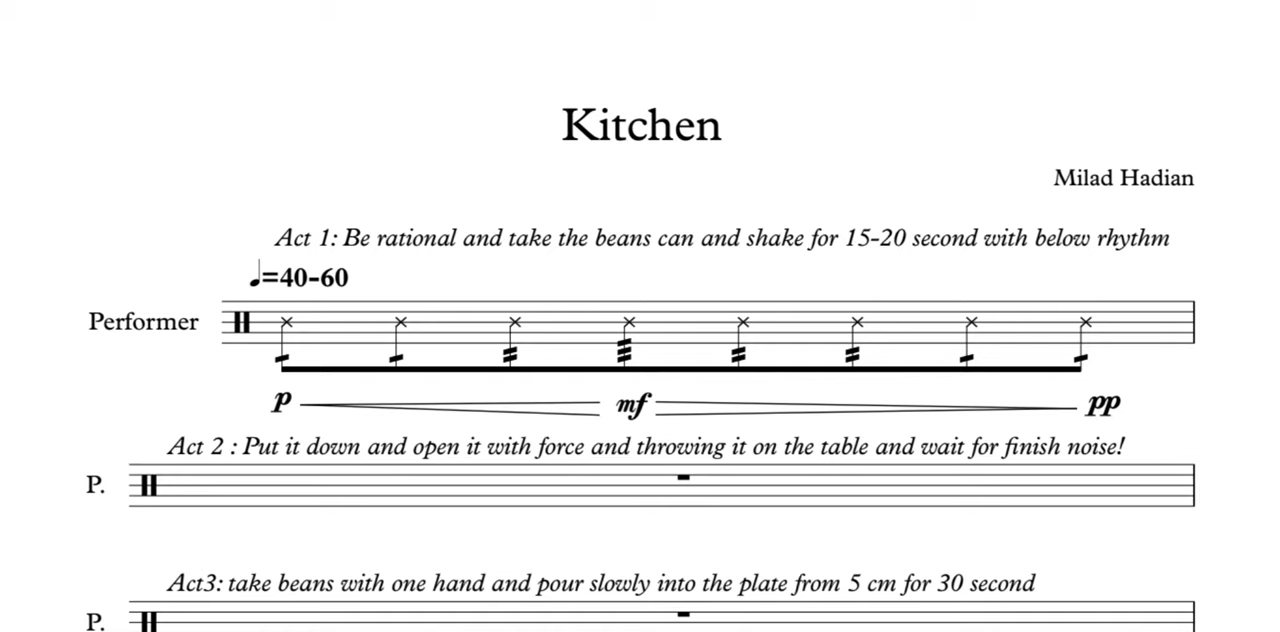 Kitchen
Milad Hadian
Act 1: Be rational and take the beans can and shake for 15-20 second with below rhythm
♩=40-60
Performer
p mf pp
Act 2 : Put it down and open it with force and throwing it on the table and wait for finish noise!
P.
Act3: take beans with one hand and pour slowly into the plate from 5 cm for 30 second
P.